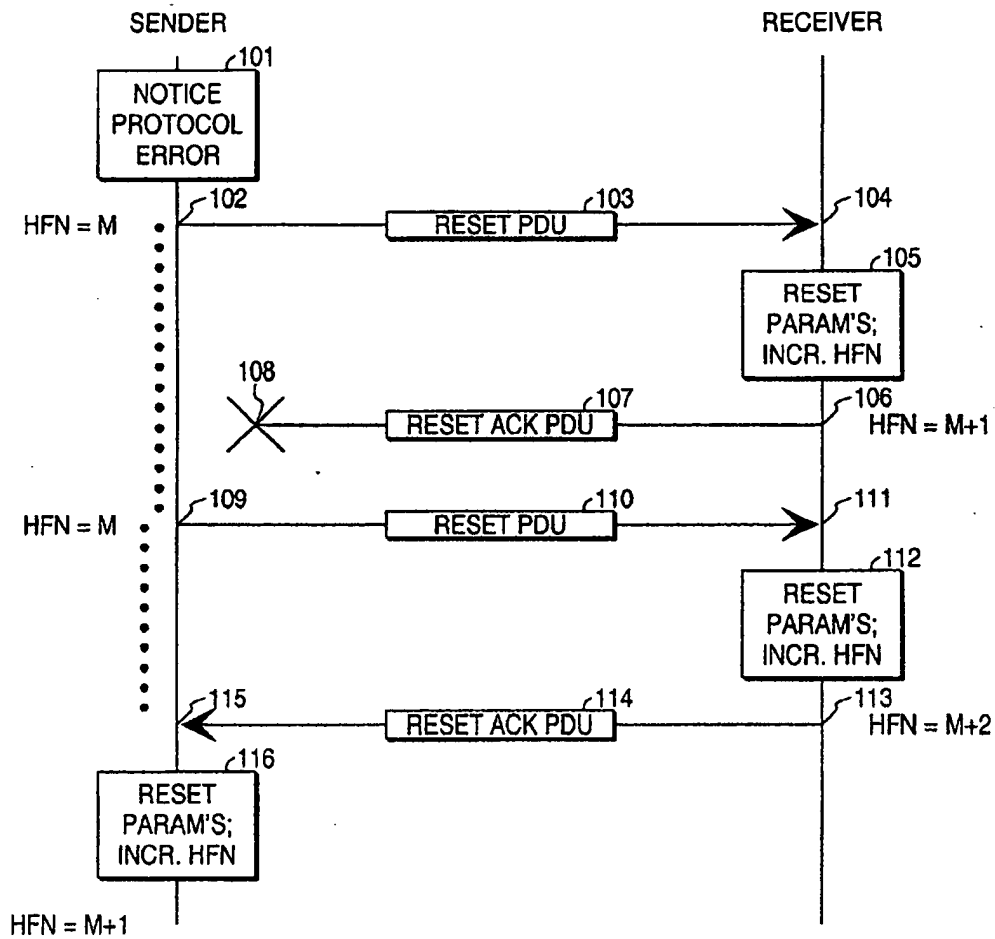 SENDER
RECEIVER
101
NOTICE
PROTOCOL
ERROR
102
103
104
HFN = M
RESET PDU
105
RESET
PARAM'S;
INCR. HFN
108
107
106
RESET ACK PDU
HFN = M+1
109
110
111
HFN = M
RESET PDU
112
RESET
PARAM'S;
INCR. HFN
115
114
113
RESET ACK PDU
HFN = M+2
116
RESET
PARAM'S;
INCR. HFN
HFN = M+1